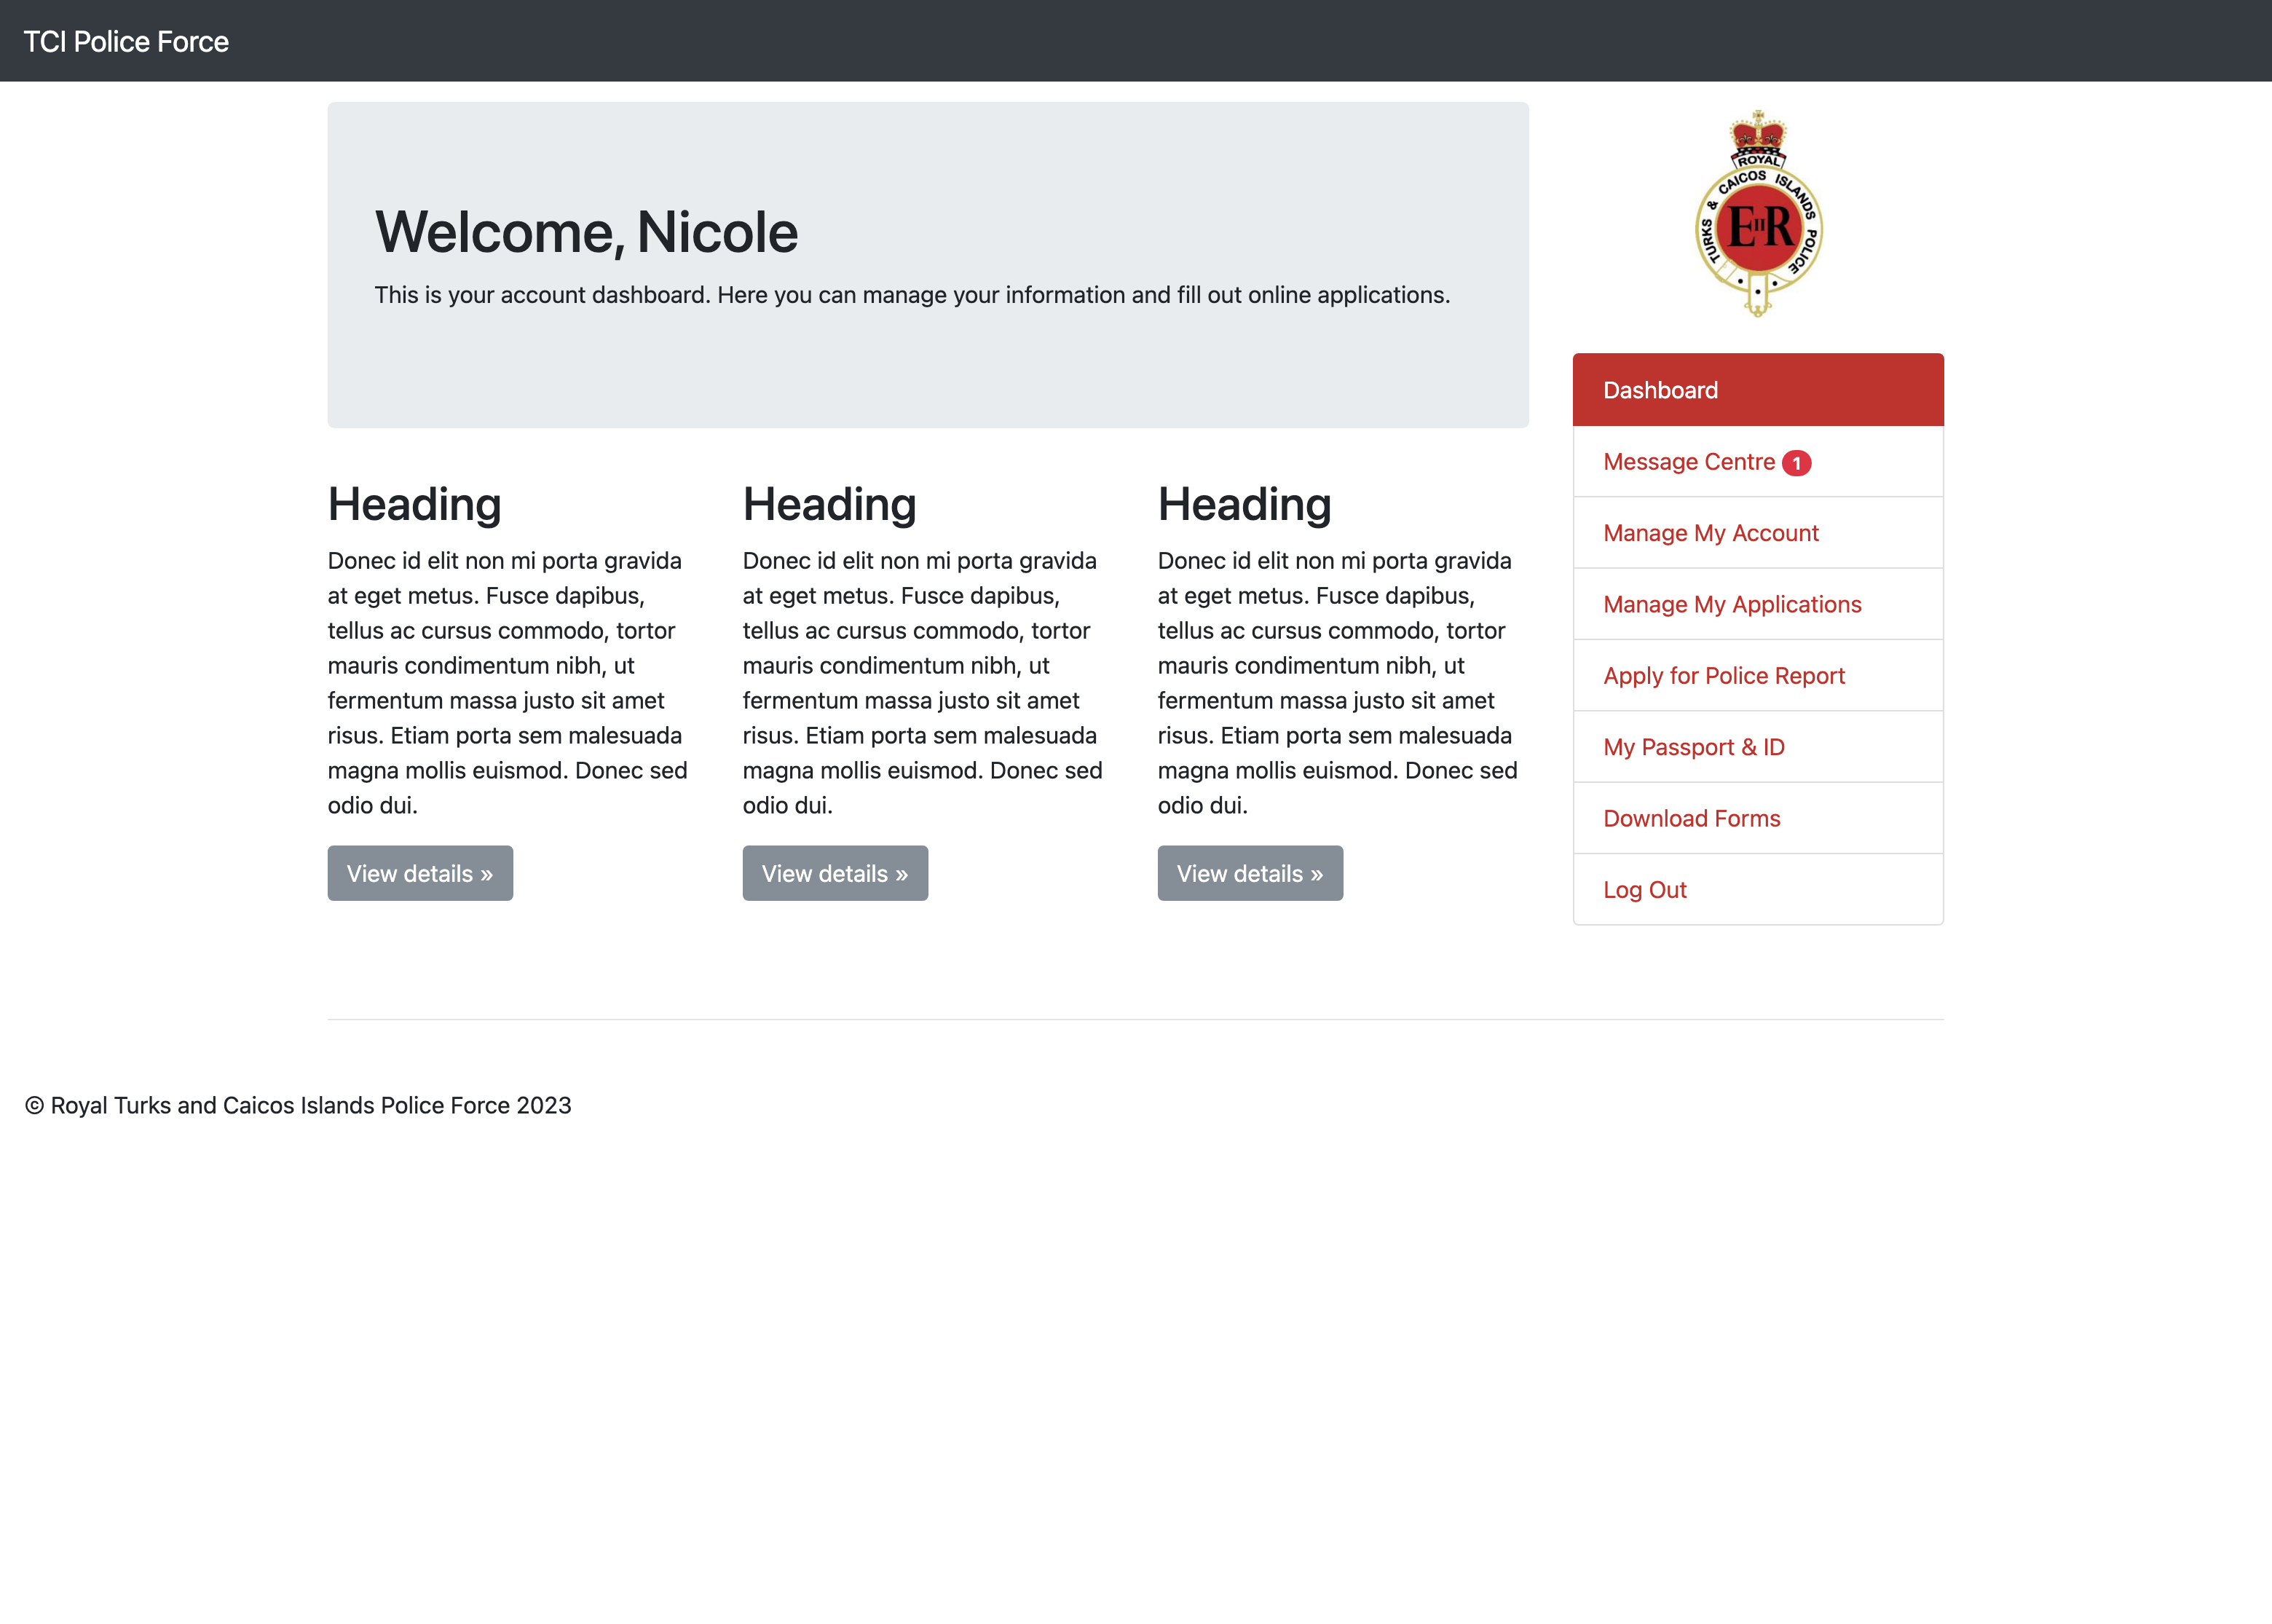 TCI Police Force
Welcome, Nicole
This is your account dashboard. Here you can manage your information and fill out online applications.
Heading
Donec id elit non mi porta gravida
at eget metus. Fusce dapibus,
tellus ac cursus commodo, tortor
mauris condimentum nibh, ut
fermentum massa justo sit amet
risus. Etiam porta sem malesuada
magna mollis euismod. Donec sed
odio dui.
View details »
Heading
Donec id elit non mi porta gravida
at eget metus. Fusce dapibus,
tellus ac cursus commodo, tortor
mauris condimentum nibh, ut
fermentum massa justo sit amet
risus. Etiam porta sem malesuada
magna mollis euismod. Donec sed
odio dui.
View details »
Heading
Donec id elit non mi porta gravida
at eget metus. Fusce dapibus,
tellus ac cursus commodo, tortor
mauris condimentum nibh, ut
fermentum massa justo sit amet
risus. Etiam porta sem malesuada
magna mollis euismod. Donec sed
odio dui.
View details »
ROYAL
TURKS & CAICOS ISLANDS POLICE
E II R
Dashboard
Message Centre 1
Manage My Account
Manage My Applications
Apply for Police Report
My Passport & ID
Download Forms
Log Out
© Royal Turks and Caicos Islands Police Force 2023